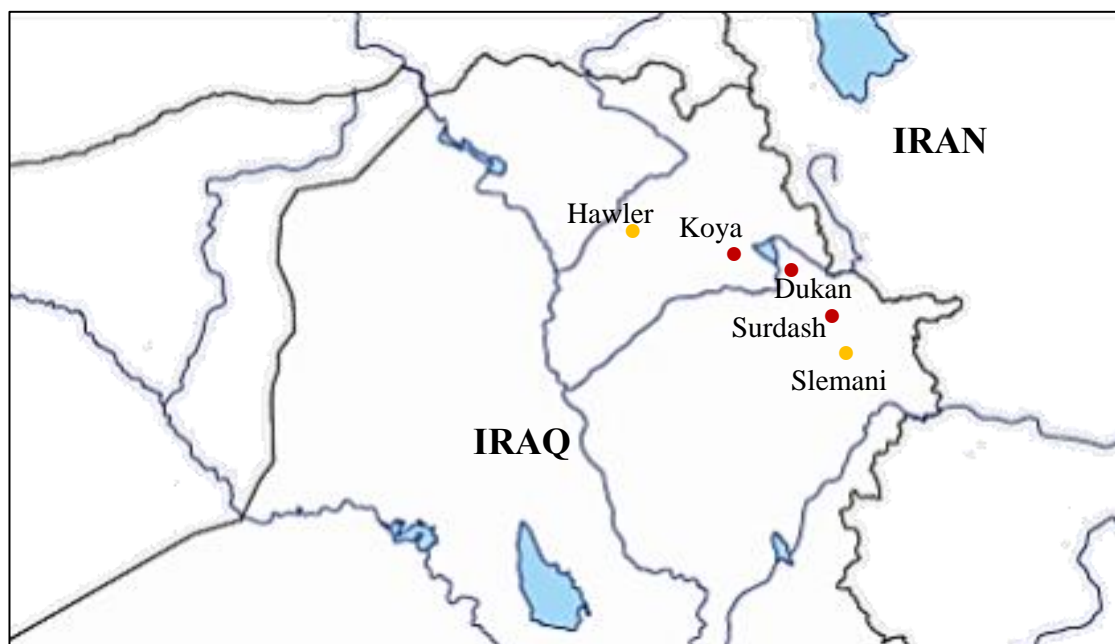 IRAN
Hawler
Koya
Dukan
Surdash
Slemani
IRAQ